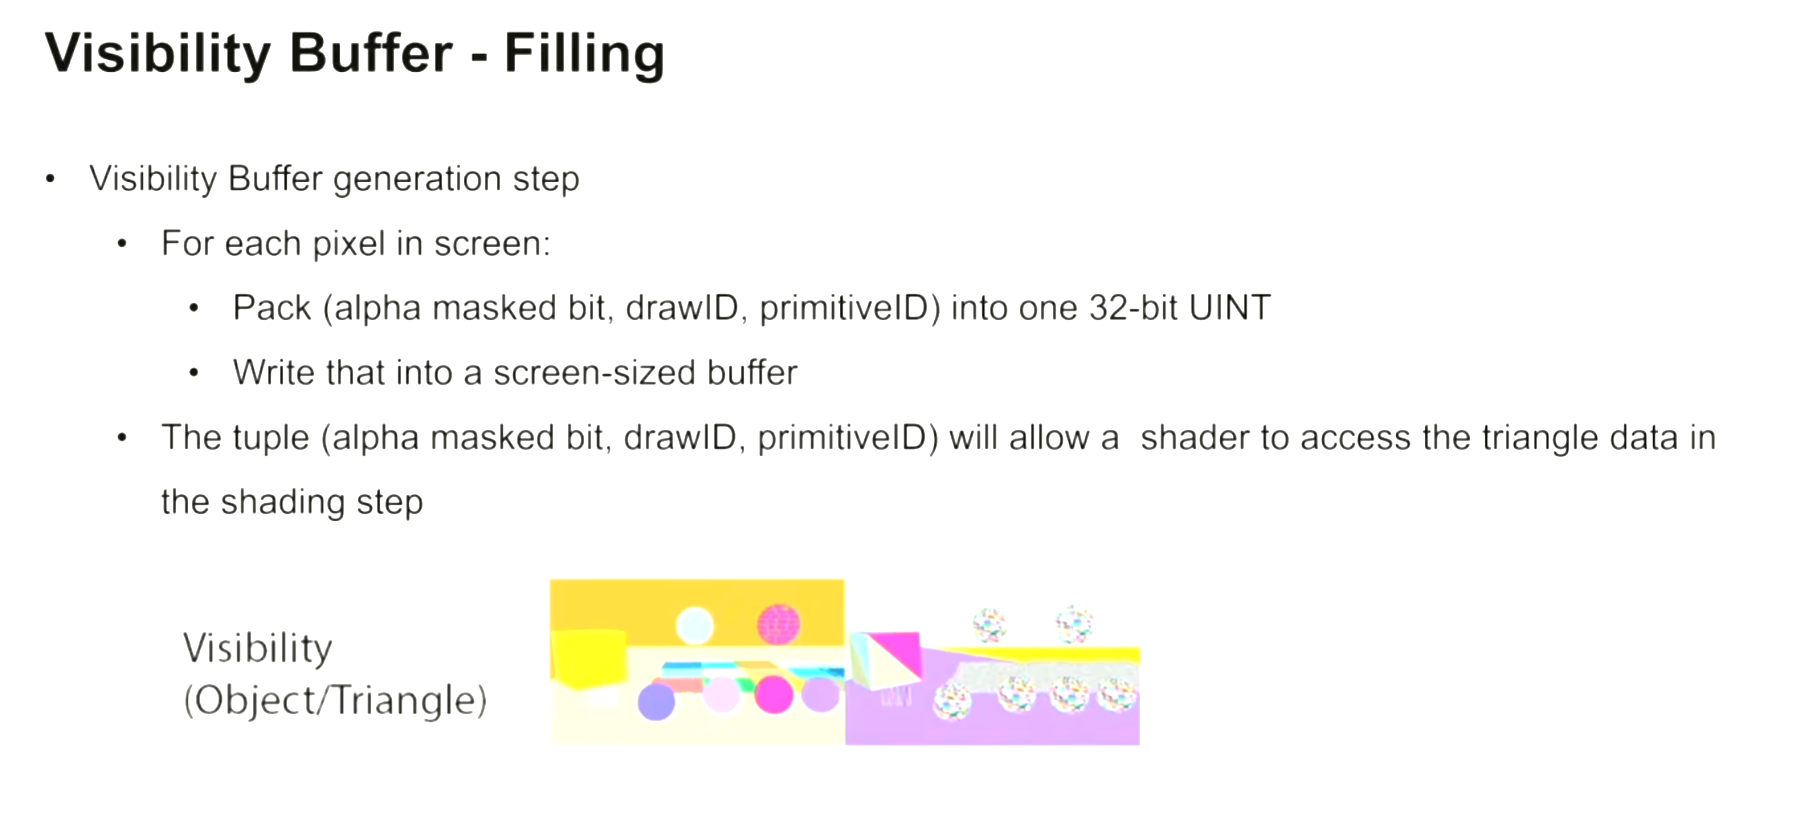 Visibility Buffer - Filling
• Visibility Buffer generation step
• For each pixel in screen:
• Pack (alpha masked bit, drawID, primitiveID) into one 32-bit UINT
• Write that into a screen-sized buffer
• The tuple (alpha masked bit, drawID, primitiveID) will allow a  shader to access the triangle data in
the shading step
Visibility
(Object/Triangle)